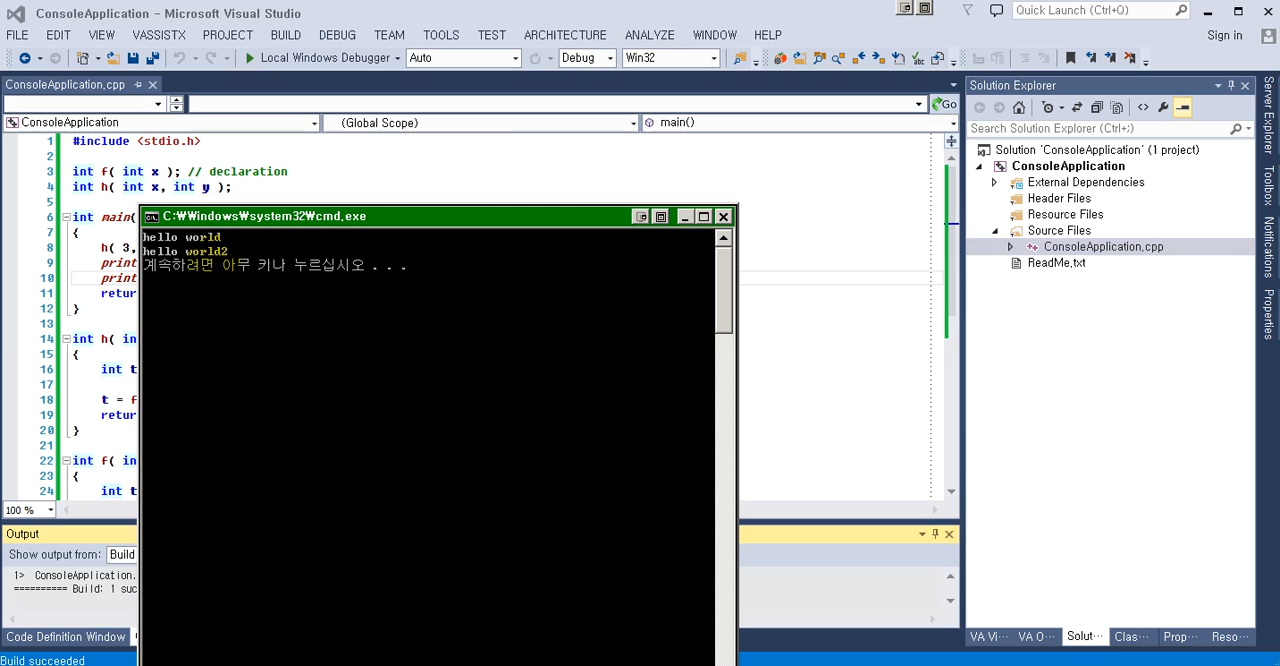 ConsoleApplication - Microsoft Visual Studio
Quick Launch (Ctrl+Q)
FILE EDIT VIEW VASSISTX PROJECT BUILD DEBUG TEAM TOOLS TEST ARCHITECTURE ANALYZE WINDOW HELP
Sign in
Local Windows Debugger Auto Debug Win32
ConsoleApplication.cpp
Go
ConsoleApplication (Global Scope) main()
1 #include <stdio.h>
2
3 int f( int x ); // declaration
4 int h( int x, int y );
5
6 int main(
7 {
8 h( 3,
9 print
10 print
11 retur
12 }
13
14 int h( in
15 {
16 int t
17
18 t = f
19 retur
20 }
21
22 int f( in
23 {
24 int t
100 %
C:₩Windows₩system32₩cmd.exe
hello world
hello world2
계속하려면 아무 키나 누르십시오 . . .
Output
Show output from: Build
1> ConsoleApplication.
========== Build: 1 suc
Code Definition Window
Build succeeded
Solution Explorer
Search Solution Explorer (Ctrl+;)
Solution 'ConsoleApplication' (1 project)
ConsoleApplication
External Dependencies
Header Files
Resource Files
Source Files
ConsoleApplication.cpp
ReadMe.txt
VA Vi··· VA O··· Solut··· Clas··· Prop··· Reso···
Server Explorer
Toolbox
Notifications
Properties